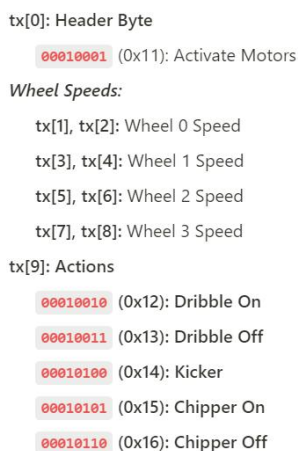 tx[0]: Header Byte
00010001 (0x11): Activate Motors
Wheel Speeds:
tx[1], tx[2]: Wheel 0 Speed
tx[3], tx[4]: Wheel 1 Speed
tx[5], tx[6]: Wheel 2 Speed
tx[7], tx[8]: Wheel 3 Speed
tx[9]: Actions
00010010 (0x12): Dribble On
00010011 (0x13): Dribble Off
00010100 (0x14): Kicker
00010101 (0x15): Chipper On
00010110 (0x16): Chipper Off